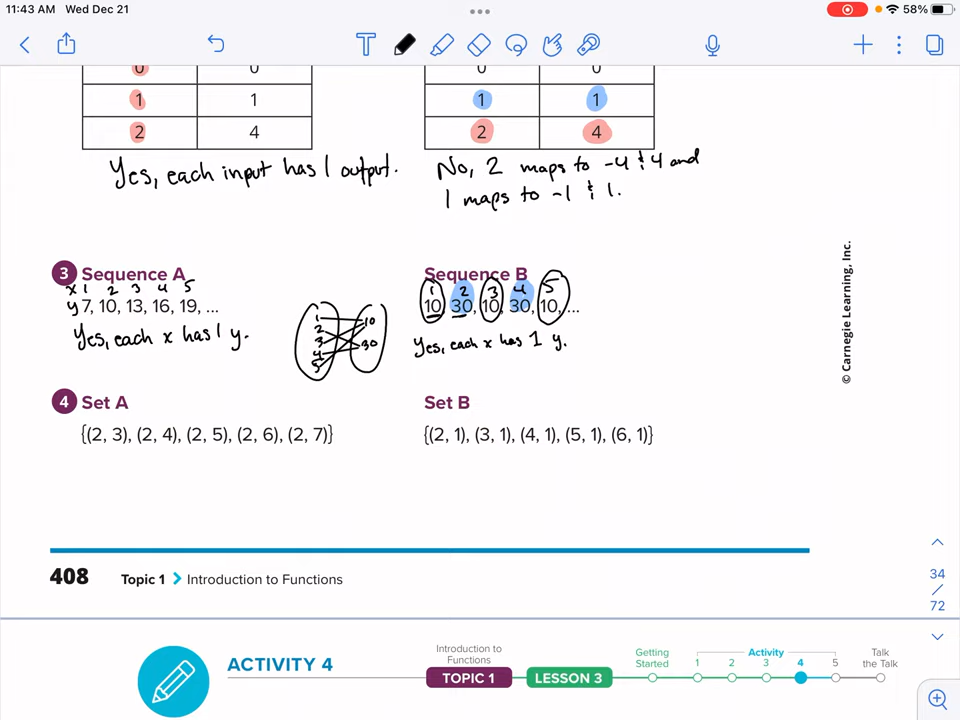 11:43 AM Wed Dec 21
58%
T
0 0 0 0
1 1 1 1
2 4 2 4
Yes, each input has 1 output.
No, 2 maps to -4 & 4 and
1 maps to -1 & 1.
3 Sequence A
x 1 2 3 4 5
y 7, 10, 13, 16, 19, ...
Yes, each x has 1 y.
1 2 3 4 5
10 30
Sequence B
1 2 3 4 5
10, 30, 10, 30, 10, ...
Yes, each x has 1 y.
© Carnegie Learning, Inc.
4 Set A
{(2, 3), (2, 4), (2, 5), (2, 6), (2, 7)}
Set B
{(2, 1), (3, 1), (4, 1), (5, 1), (6, 1)}
408 Topic 1 > Introduction to Functions
34
/
72
ACTIVITY 4
Introduction to
Functions
TOPIC 1
LESSON 3
Getting
Started
Activity
1 2 3 4 5
Talk
the Talk